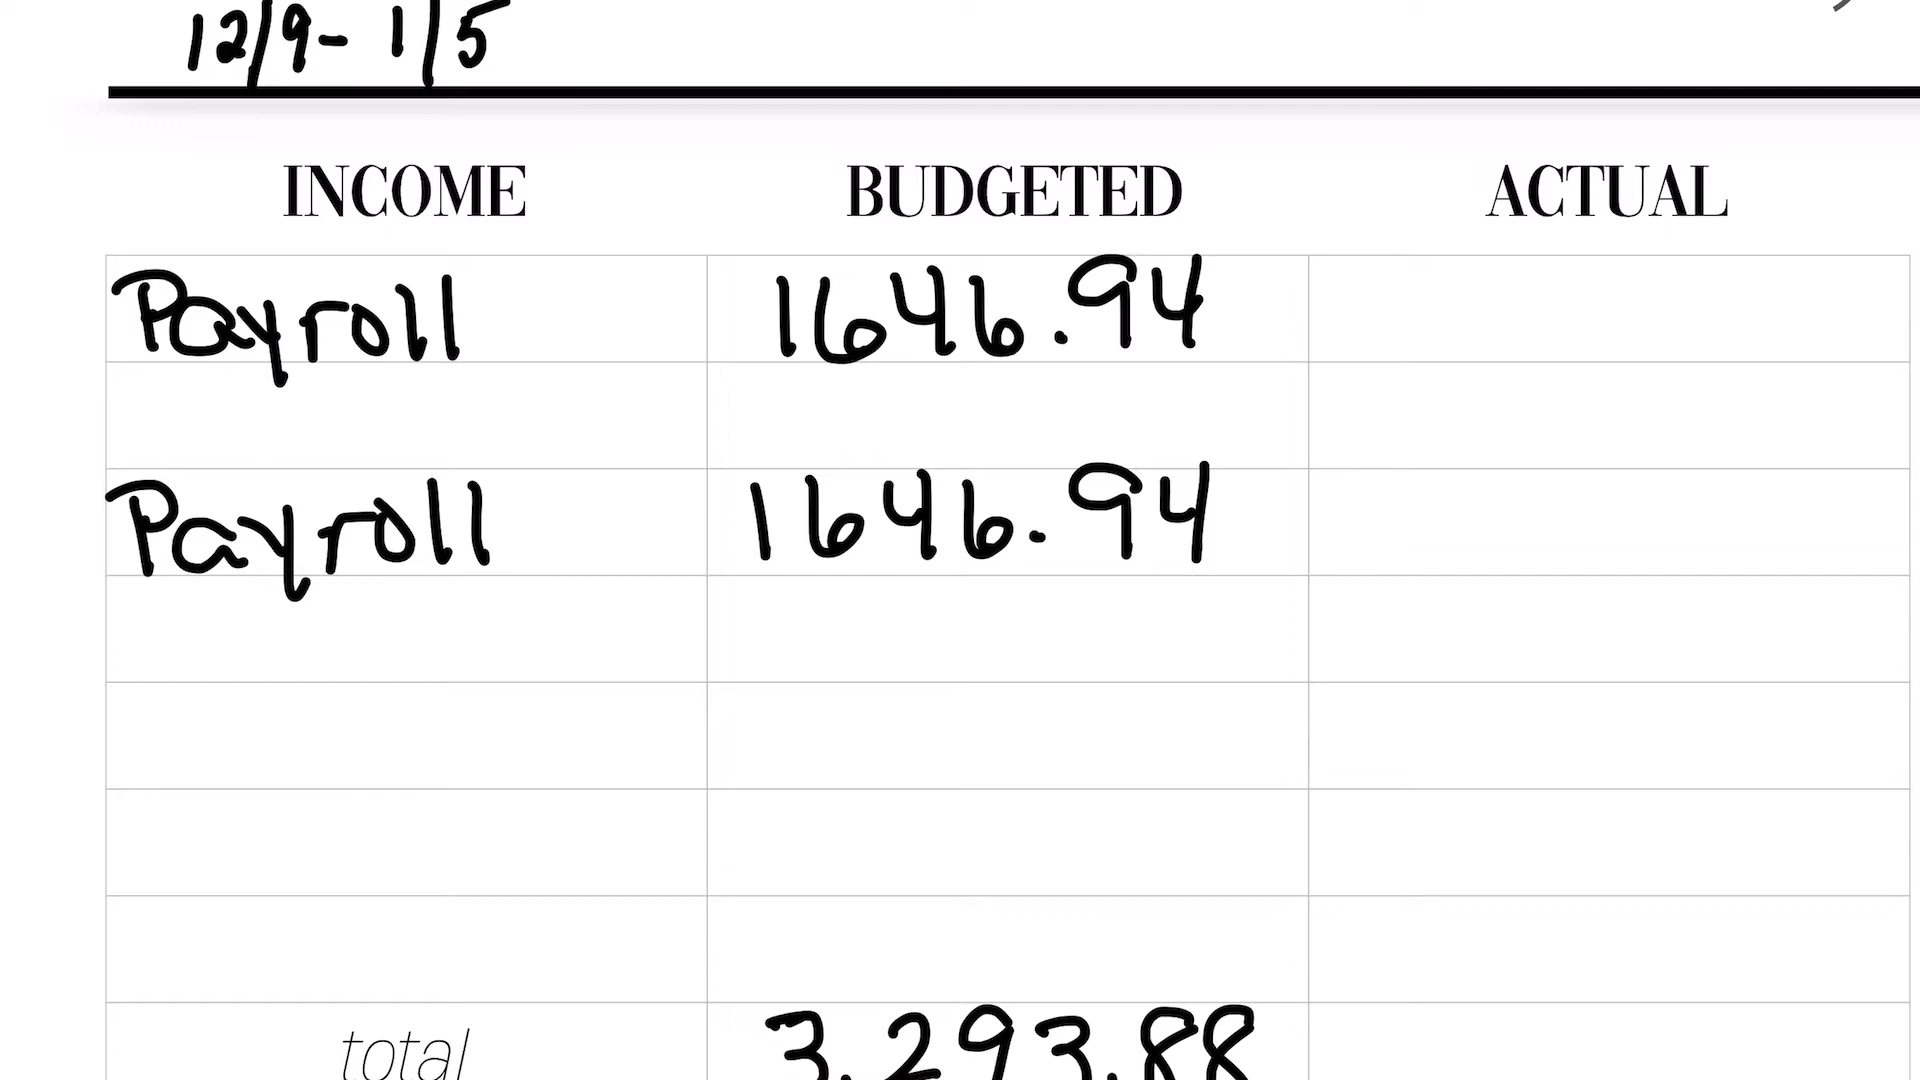 12/9- 1/5
INCOME BUDGETED ACTUAL
Payroll 1646.94
Payroll 1646.94
total 3,293.88